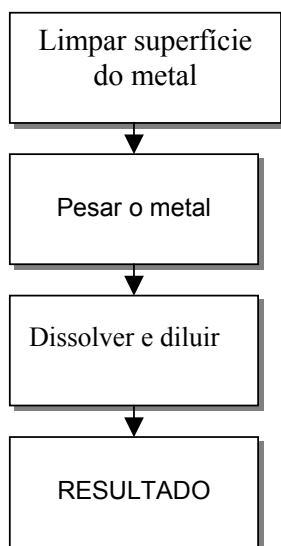 Limpar superfície
do metal
Pesar o metal
Dissolver e diluir
RESULTADO